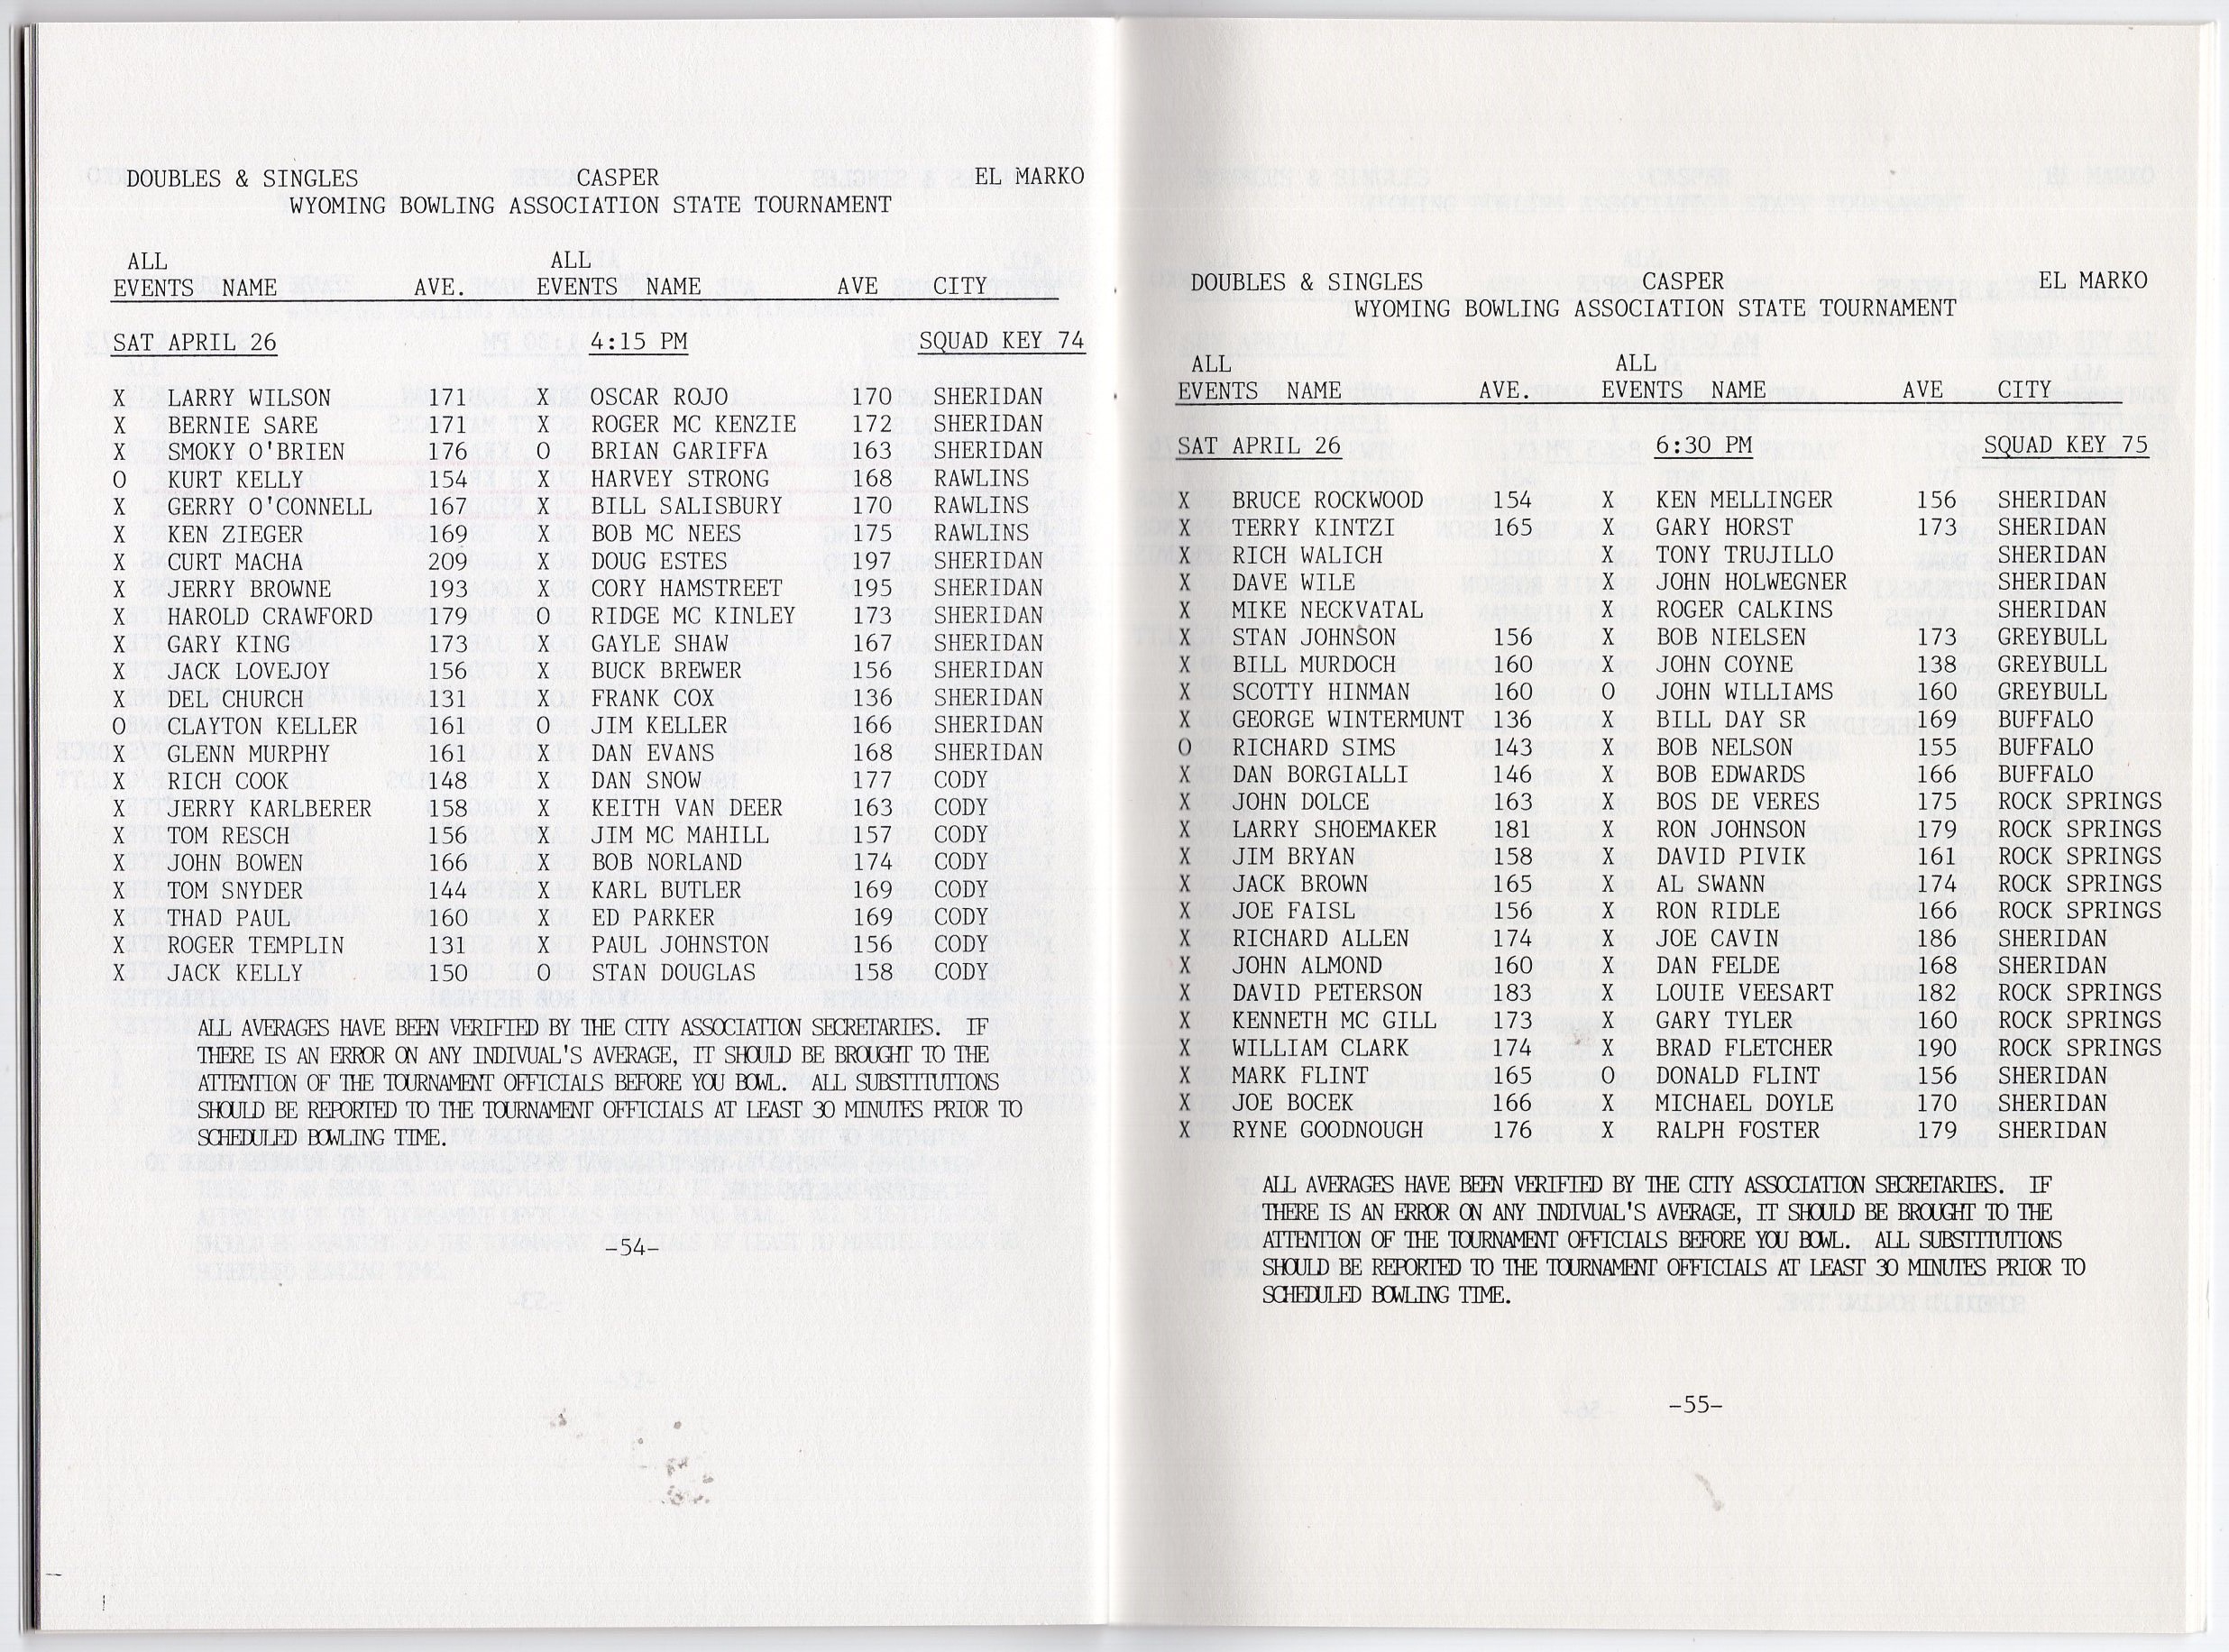 DOUBLES & SINGLES CASPER EL MARKO
WYOMING BOWLING ASSOCIATION STATE TOURNAMENT
ALL ALL
EVENTS NAME AVE. EVENTS NAME AVE CITY
SAT APRIL 26 4:15 PM SQUAD KEY 74
X LARRY WILSON 171 X OSCAR ROJO 170 SHERIDAN
X BERNIE SARE 171 X ROGER MC KENZIE 172 SHERIDAN
X SMOKY O'BRIEN 176 O BRIAN GARIFFA 163 SHERIDAN
O KURT KELLY 154 X HARVEY STRONG 168 RAWLINS
X GERRY O'CONNELL 167 X BILL SALISBURY 170 RAWLINS
X KEN ZIEGER 169 X BOB MC NEES 175 RAWLINS
X CURT MACHA 209 X DOUG ESTES 197 SHERIDAN
X JERRY BROWNE 193 X CORY HAMSTREET 195 SHERIDAN
X HAROLD CRAWFORD 179 O RIDGE MC KINLEY 173 SHERIDAN
X GARY KING 173 X GAYLE SHAW 167 SHERIDAN
X JACK LOVEJOY 156 X BUCK BREWER 156 SHERIDAN
X DEL CHURCH 131 X FRANK COX 136 SHERIDAN
O CLAYTON KELLER 161 O JIM KELLER 166 SHERIDAN
X GLENN MURPHY 161 X DAN EVANS 168 SHERIDAN
X RICH COOK 148 X DAN SNOW 177 CODY
X JERRY KARLBERER 158 X KEITH VAN DEER 163 CODY
X TOM RESCH 156 X JIM MC MAHILL 157 CODY
X JOHN BOWEN 166 X BOB NORLAND 174 CODY
X TOM SNYDER 144 X KARL BUTLER 169 CODY
X THAD PAUL 160 X ED PARKER 169 CODY
X ROGER TEMPLIN 131 X PAUL JOHNSTON 156 CODY
X JACK KELLY 150 O STAN DOUGLAS 158 CODY
ALL AVERAGES HAVE BEEN VERIFIED BY THE CITY ASSOCIATION SECRETARIES. IF
THERE IS AN ERROR ON ANY INDIVUAL'S AVERAGE, IT SHOULD BE BROUGHT TO THE
ATTENTION OF THE TOURNAMENT OFFICIALS BEFORE YOU BOWL. ALL SUBSTITUTIONS
SHOULD BE REPORTED TO THE TOURNAMENT OFFICIALS AT LEAST 30 MINUTES PRIOR TO
SCHEDULED BOWLING TIME.
-54-
DOUBLES & SINGLES CASPER EL MARKO
WYOMING BOWLING ASSOCIATION STATE TOURNAMENT
ALL ALL
EVENTS NAME AVE. EVENTS NAME AVE CITY
SAT APRIL 26 6:30 PM SQUAD KEY 75
X BRUCE ROCKWOOD 154 X KEN MELLINGER 156 SHERIDAN
X TERRY KINTZI 165 X GARY HORST 173 SHERIDAN
X RICH WALICH X TONY TRUJILLO SHERIDAN
X DAVE WILE X JOHN HOLWEGNER SHERIDAN
X MIKE NECKVATAL X ROGER CALKINS SHERIDAN
X STAN JOHNSON 156 X BOB NIELSEN 173 GREYBULL
X BILL MURDOCH 160 X JOHN COYNE 138 GREYBULL
X SCOTTY HINMAN 160 O JOHN WILLIAMS 160 GREYBULL
X GEORGE WINTERMUNT 136 X BILL DAY SR 169 BUFFALO
O RICHARD SIMS 143 X BOB NELSON 155 BUFFALO
X DAN BORGIALLI 146 X BOB EDWARDS 166 BUFFALO
X JOHN DOLCE 163 X BOS DE VERES 175 ROCK SPRINGS
X LARRY SHOEMAKER 181 X RON JOHNSON 179 ROCK SPRINGS
X JIM BRYAN 158 X DAVID PIVIK 161 ROCK SPRINGS
X JACK BROWN 165 X AL SWANN 174 ROCK SPRINGS
X JOE FAISL 156 X RON RIDLE 166 ROCK SPRINGS
X RICHARD ALLEN 174 X JOE CAVIN 186 SHERIDAN
X JOHN ALMOND 160 X DAN FELDE 168 SHERIDAN
X DAVID PETERSON 183 X LOUIE VEESART 182 ROCK SPRINGS
X KENNETH MC GILL 173 X GARY TYLER 160 ROCK SPRINGS
X WILLIAM CLARK 174 X BRAD FLETCHER 190 ROCK SPRINGS
X MARK FLINT 165 O DONALD FLINT 156 SHERIDAN
X JOE BOCEK 166 X MICHAEL DOYLE 170 SHERIDAN
X RYNE GOODNOUGH 176 X RALPH FOSTER 179 SHERIDAN
ALL AVERAGES HAVE BEEN VERIFIED BY THE CITY ASSOCIATION SECRETARIES. IF
THERE IS AN ERROR ON ANY INDIVUAL'S AVERAGE, IT SHOULD BE BROUGHT TO THE
ATTENTION OF THE TOURNAMENT OFFICIALS BEFORE YOU BOWL. ALL SUBSTITUTIONS
SHOULD BE REPORTED TO THE TOURNAMENT OFFICIALS AT LEAST 30 MINUTES PRIOR TO
SCHEDULED BOWLING TIME.
-55-